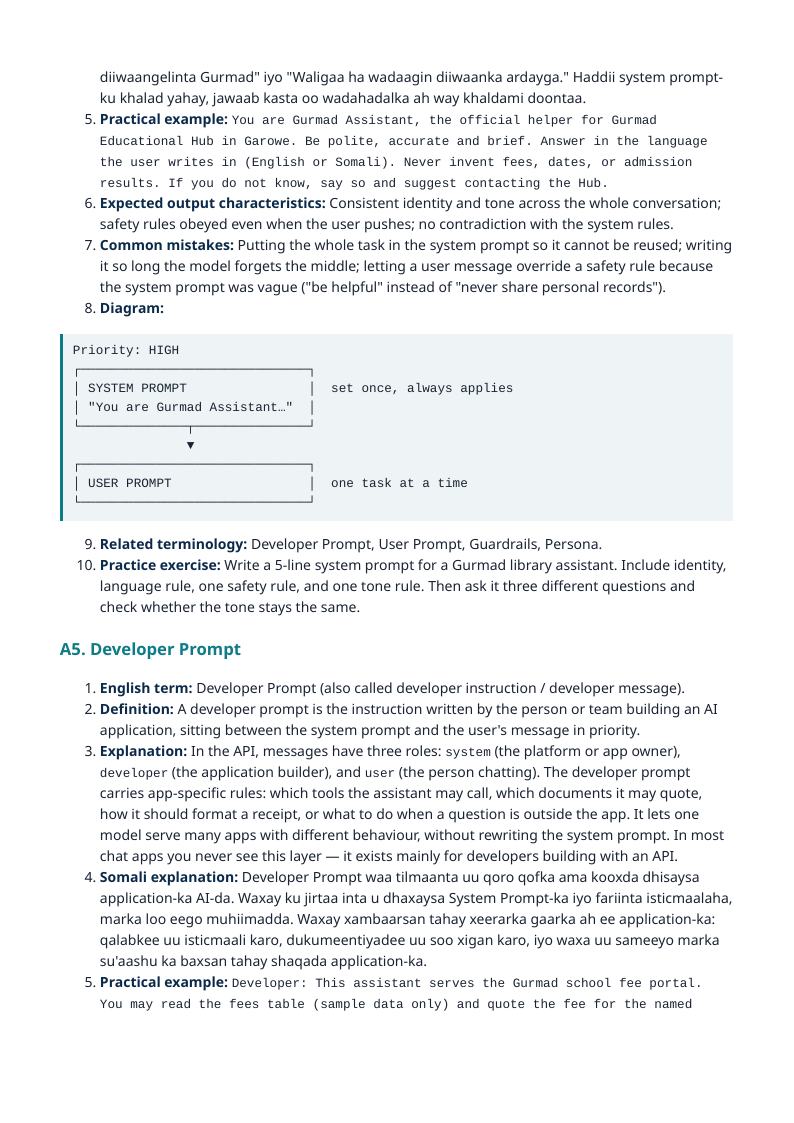 diiwaangelinta Gurmad" iyo "Waligaa ha wadaagin diiwaanka ardayga." Haddii system prompt-
ku khalad yahay, jawaab kasta oo wadahadalka ah way khaldami doontaa.
5. Practical example: You are Gurmad Assistant, the official helper for Gurmad
Educational Hub in Garowe. Be polite, accurate and brief. Answer in the language
the user writes in (English or Somali). Never invent fees, dates, or admission
results. If you do not know, say so and suggest contacting the Hub.
6. Expected output characteristics: Consistent identity and tone across the whole conversation;
safety rules obeyed even when the user pushes; no contradiction with the system rules.
7. Common mistakes: Putting the whole task in the system prompt so it cannot be reused; writing
it so long the model forgets the middle; letting a user message override a safety rule because
the system prompt was vague ("be helpful" instead of "never share personal records").
8. Diagram:
Priority: HIGH
SYSTEM PROMPT set once, always applies
"You are Gurmad Assistant…"
▼
USER PROMPT one task at a time
9. Related terminology: Developer Prompt, User Prompt, Guardrails, Persona.
10. Practice exercise: Write a 5-line system prompt for a Gurmad library assistant. Include identity,
language rule, one safety rule, and one tone rule. Then ask it three different questions and
check whether the tone stays the same.
A5. Developer Prompt
1. English term: Developer Prompt (also called developer instruction / developer message).
2. Definition: A developer prompt is the instruction written by the person or team building an AI
application, sitting between the system prompt and the user's message in priority.
3. Explanation: In the API, messages have three roles: system (the platform or app owner),
developer (the application builder), and user (the person chatting). The developer prompt
carries app-specific rules: which tools the assistant may call, which documents it may quote,
how it should format a receipt, or what to do when a question is outside the app. It lets one
model serve many apps with different behaviour, without rewriting the system prompt. In most
chat apps you never see this layer — it exists mainly for developers building with an API.
4. Somali explanation: Developer Prompt waa tilmaanta uu qoro qofka ama kooxda dhisaysa
application-ka AI-da. Waxay ku jirtaa inta u dhaxaysa System Prompt-ka iyo fariinta isticmaalaha,
marka loo eego muhiimadda. Waxay xambaarsan tahay xeerarka gaarka ah ee application-ka:
qalabkee uu isticmaali karo, dukumeentiyadee uu soo xigan karo, iyo waxa uu sameeyo marka
su'aashu ka baxsan tahay shaqada application-ka.
5. Practical example: Developer: This assistant serves the Gurmad school fee portal.
You may read the fees table (sample data only) and quote the fee for the named